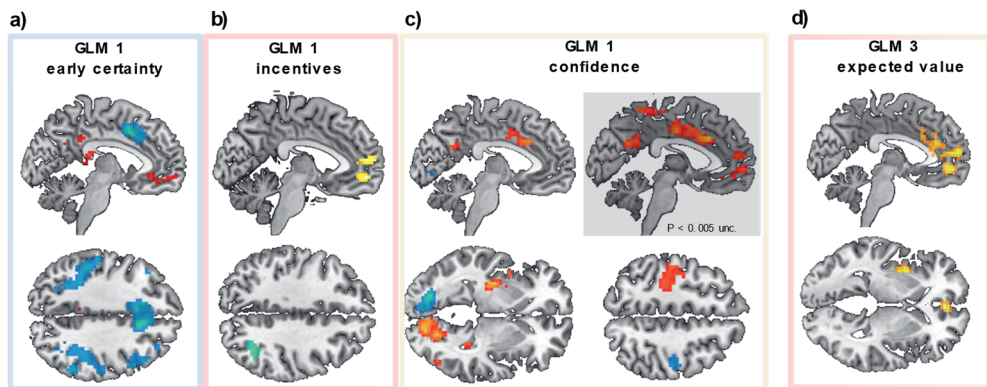 a)
b)
c)
d)
GLM 1
early certainty
GLM 1
incentives
GLM 1
confidence
P < 0.005 unc.
GLM 3
expected value